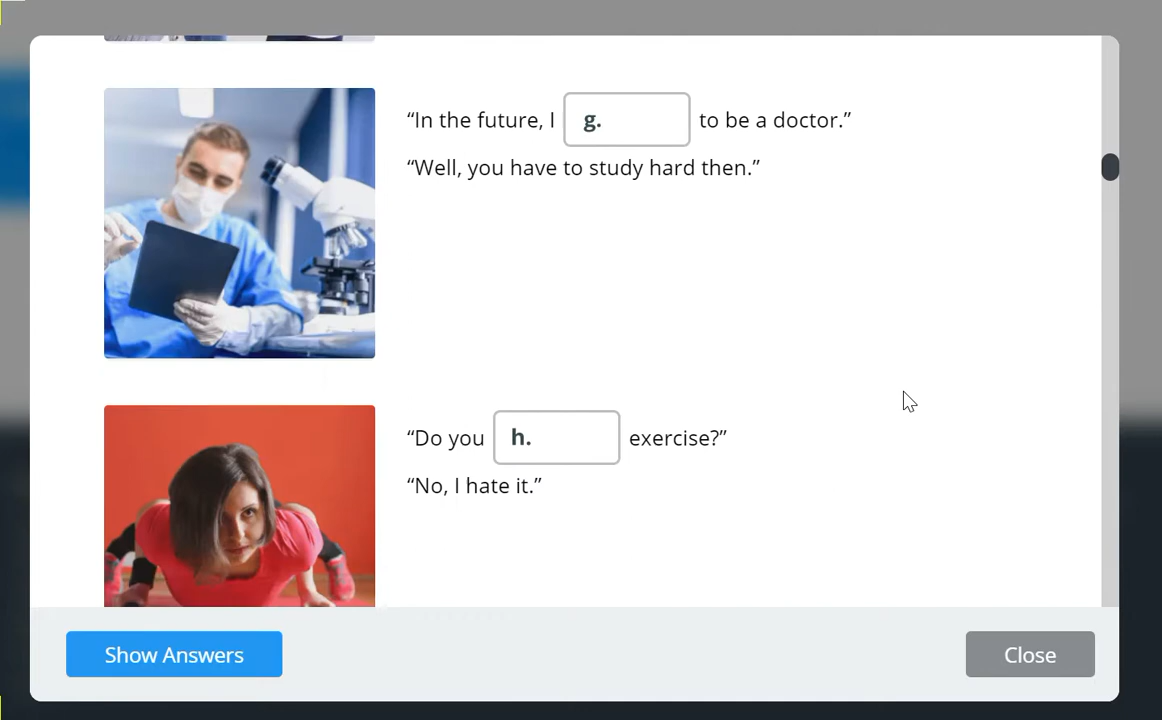 “In the future, I g. to be a doctor.”
“Well, you have to study hard then.”
“Do you h. exercise?”
“No, I hate it.”
Show Answers
Close